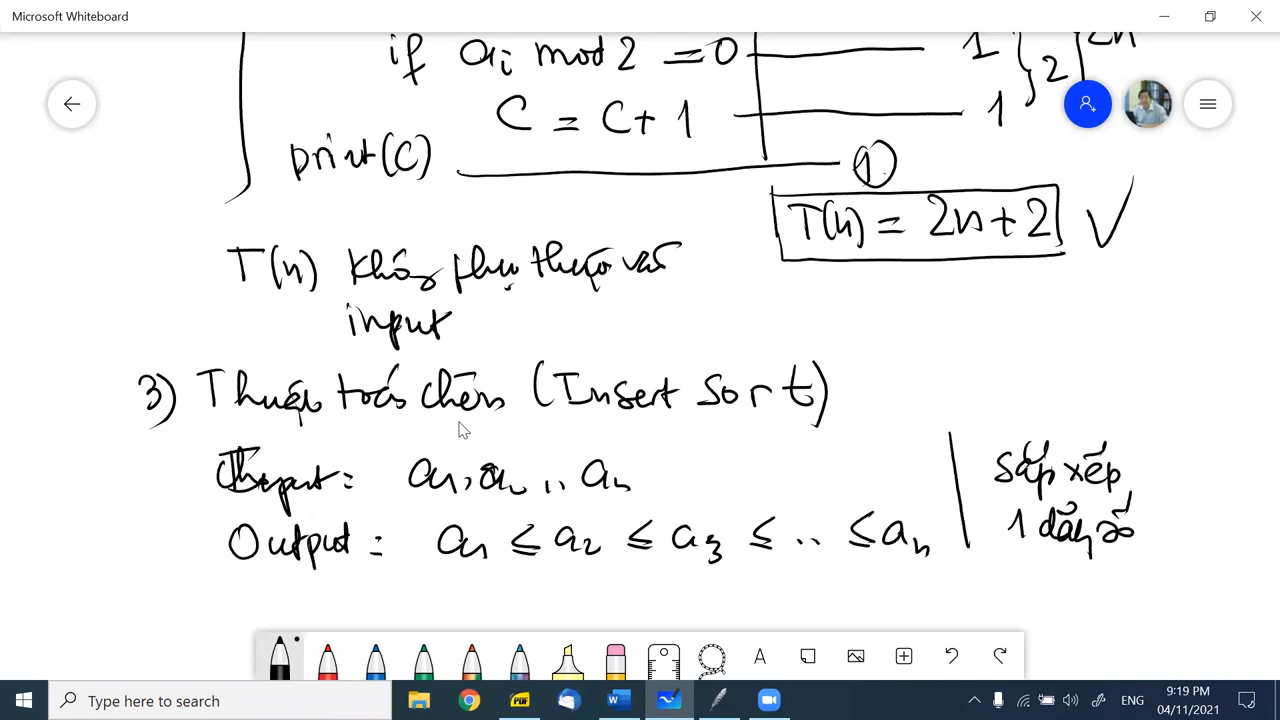 Microsoft Whiteboard
if ai mod 2 = 0 1
2 2n
C = C + 1 1
print(C) 1
T(n) = 2n + 2
T(n) không phụ thuộc vào
input
3) Thuật toán chèn (Insert sort)
Input: a1, a2, .. an
Output: a1 ≤ a2 ≤ a3 ≤ .. ≤ an
Sắp xếp
1 dãy số
A
Type here to search
PDF
ENG
9:19 PM
04/11/2021